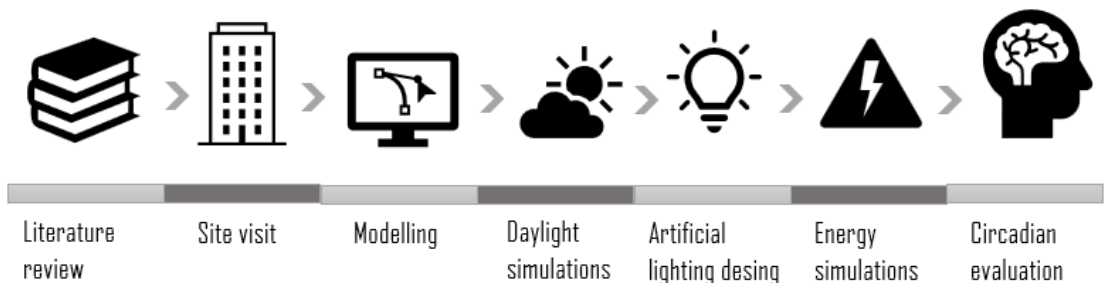 Literature review
Site visit
Modelling
Daylight simulations
Artificial lighting desing
Energy simulations
Circadian evaluation